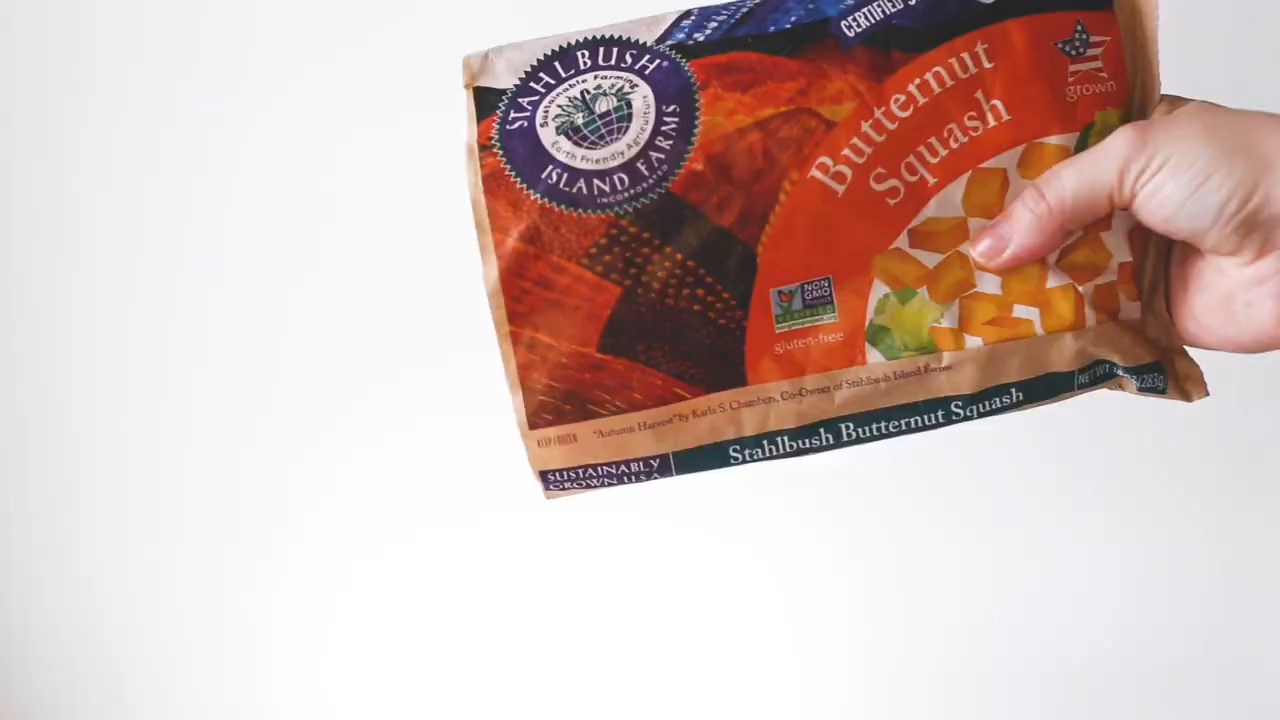 CERTIFIED
STAHLBUSH®
ISLAND FARMS
INCORPORATED
Sustainable Farming
Earth Friendly Agriculture
Butternut
Squash
grown
NON
GMO
Project
VERIFIED
gluten-free
"Autumn Harvest" by Karla S. Chambers, Co-Owner of Stahlbush Island Farms
KEEP FROZEN
Stahlbush Butternut Squash
NET WT /283g
SUSTAINABLY
GROWN U.S.A.